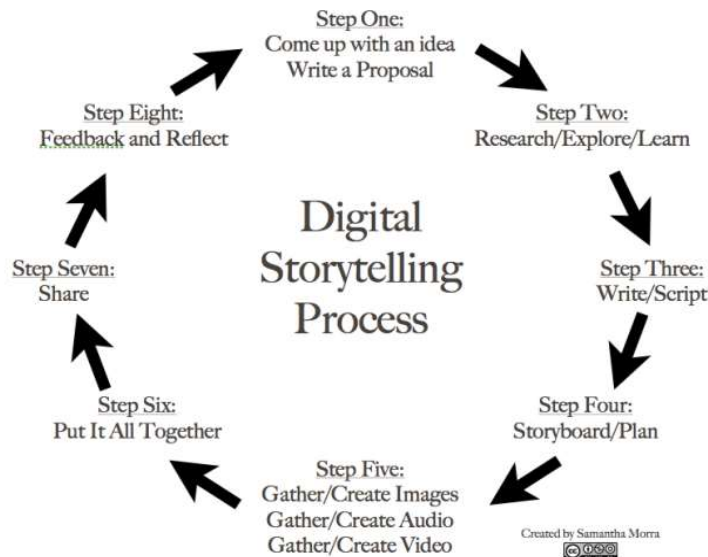 Step One:
Come up with an idea
Write a Proposal
Step Two:
Research/Explore/Learn
Step Three:
Write/Script
Step Four:
Storyboard/Plan
Step Five:
Gather/Create Images
Gather/Create Audio
Gather/Create Video
Step Six:
Put It All Together
Step Seven:
Share
Step Eight:
Feedback and Reflect
Digital
Storytelling
Process
Created by Samantha Morra